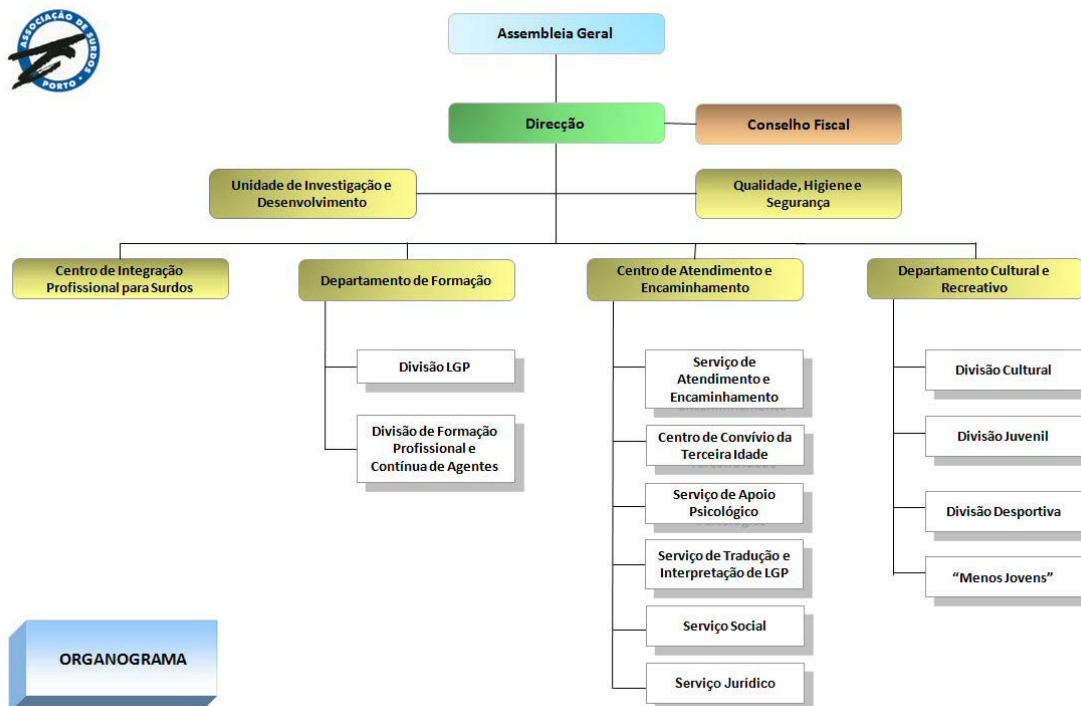 ASSOCIAÇÃO DE SURDOS
PORTO
Assembleia Geral
Direcção
Conselho Fiscal
Unidade de Investigação e
Desenvolvimento
Qualidade, Higiene e
Segurança
Centro de Integração
Profissional para Surdos
Departamento de Formação
Centro de Atendimento e
Encaminhamento
Departamento Cultural e
Recreativo
Divisão LGP
Divisão de Formação
Profissional e
Contínua de Agentes
Serviço de
Atendimento e
Encaminhamento
Centro de Convívio da
Terceira Idade
Serviço de Apoio
Psicológico
Serviço de Tradução e
Interpretação de LGP
Serviço Social
Serviço Jurídico
Divisão Cultural
Divisão Juvenil
Divisão Desportiva
“Menos Jovens”
ORGANOGRAMA